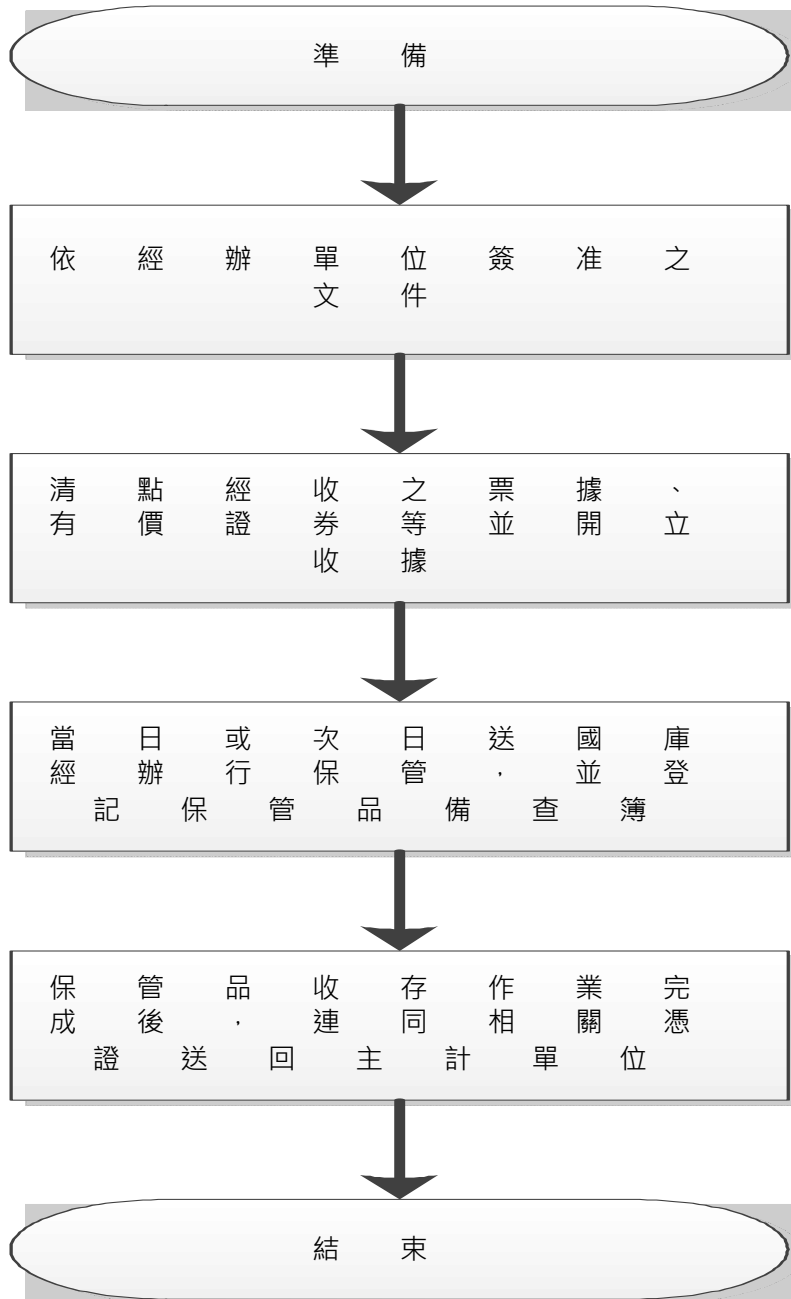 準備
依經辦單位簽准之
文件
清點經收之票據、
有價證券等並開立
收據
當日或次日送國庫
經辦行保管，並登
記保管品備查簿
保管品收存作業完
成後，連同相關憑
證送回主計單位
結束